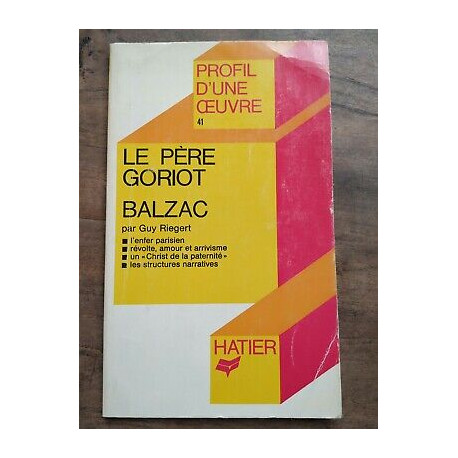 PROFIL
D'UNE
ŒUVRE
41
LE PÈRE
GORIOT
BALZAC
par Guy Riegert
■ l'enfer parisien
■ révolte, amour et arrivisme
■ un «Christ de la paternité»
■ les structures narratives
HATIER